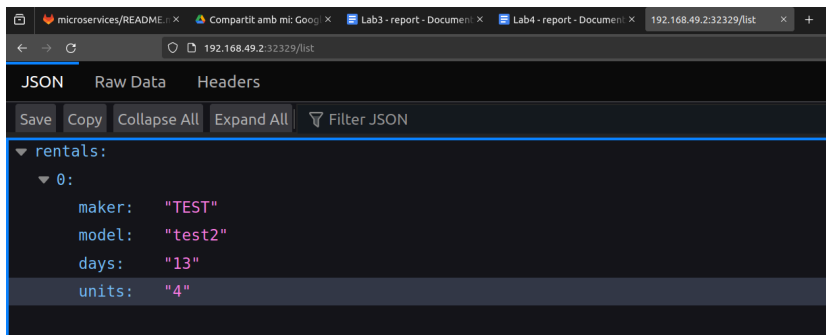 microservices/README.m
Compartit amb mi: Googl
Lab3 - report - Document
Lab4 - report - Document
192.168.49.2:32329/list
192.168.49.2:32329/list
JSON Raw Data Headers
Save Copy Collapse All Expand All Filter JSON
rentals:
0:
maker: "TEST"
model: "test2"
days: "13"
units: "4"